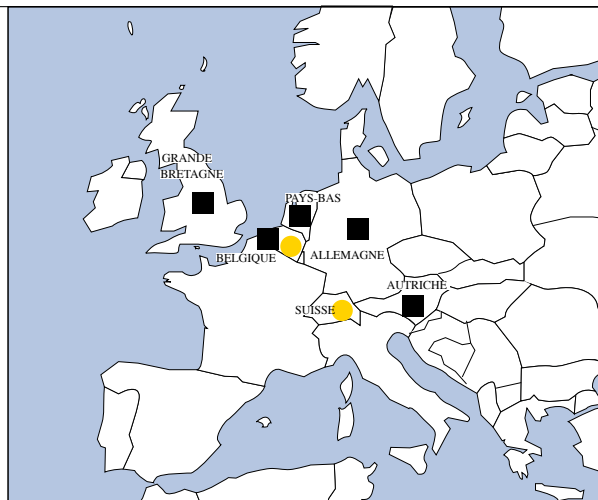 GRANDE
BRETAGNE
PAYS-BAS
BELGIQUE
ALLEMAGNE
AUTRICHE
SUISSE